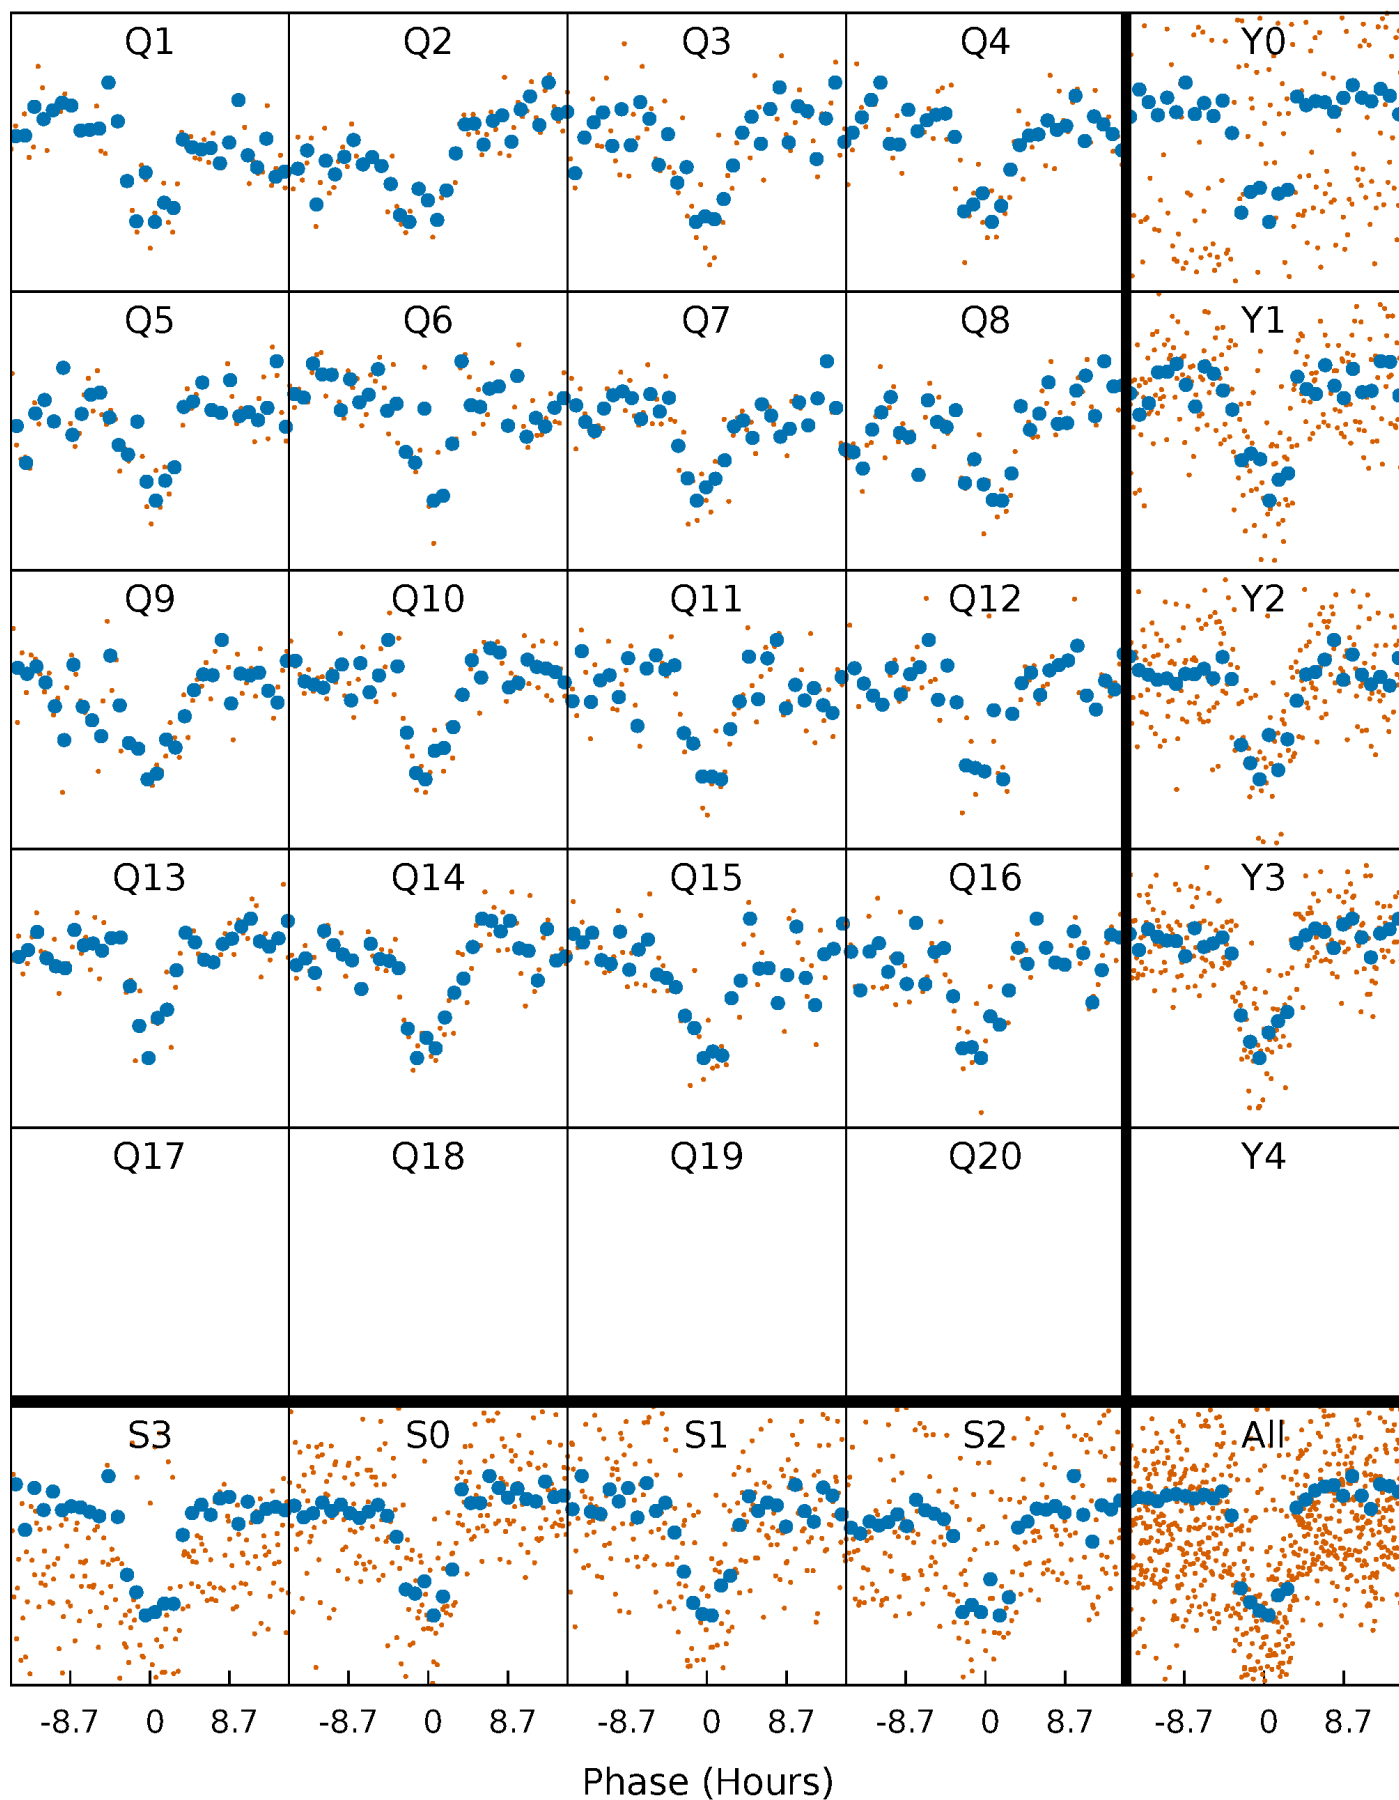 Q1 Q2 Q3 Q4 Y0
Q5 Q6 Q7 Q8 Y1
Q9 Q10 Q11 Q12 Y2
Q13 Q14 Q15 Q16 Y3
Q17 Q18 Q19 Q20 Y4
S3 S0 S1 S2 All
-8.7 0 8.7 -8.7 0 8.7 -8.7 0 8.7 -8.7 0 8.7 -8.7 0 8.7
Phase (Hours)